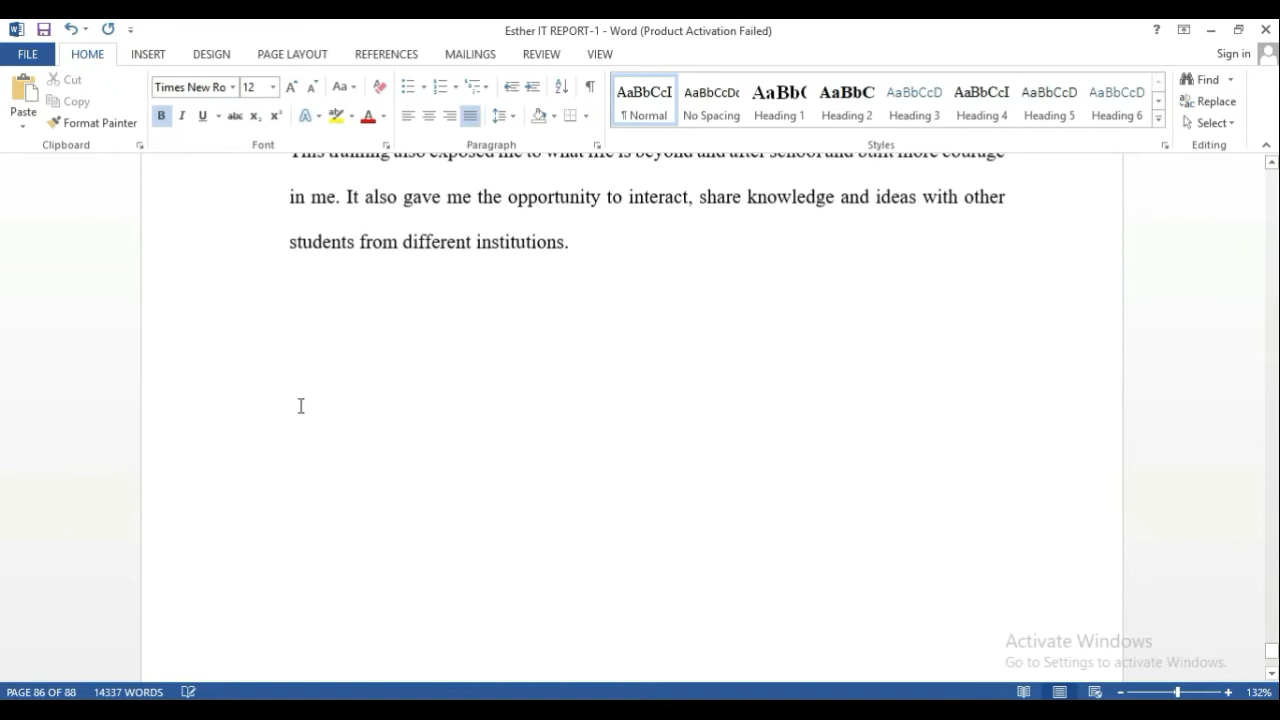 Esther IT REPORT-1 - Word (Product Activation Failed)
FILE HOME INSERT DESIGN PAGE LAYOUT REFERENCES MAILINGS REVIEW VIEW Sign in
Paste
Cut
Copy
Format Painter
Clipboard
Times New Ro 12
Font
Paragraph
AaBbCcI AaBbCcDc AaBb( AaBbC AaBbCcD AaBbCcI AaBbCcD AaBbCcD
¶ Normal No Spacing Heading 1 Heading 2 Heading 3 Heading 4 Heading 5 Heading 6
Styles
Find
Replace
Select
Editing
This training also exposed me to what life is beyond and after school and built more courage
in me. It also gave me the opportunity to interact, share knowledge and ideas with other
students from different institutions.
Activate Windows
Go to Settings to activate Windows.
PAGE 86 OF 88 14337 WORDS 132%